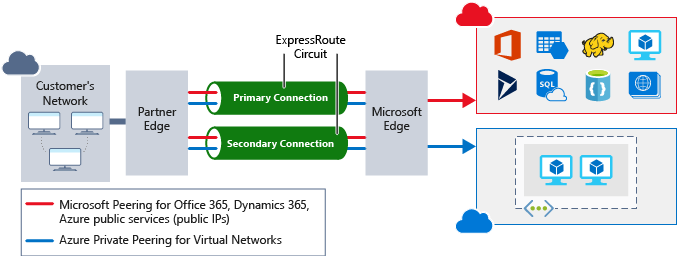 ExpressRoute
Circuit
Customer's
Network
Partner
Edge
Primary Connection
Secondary Connection
Microsoft
Edge
SQL
Microsoft Peering for Office 365, Dynamics 365,
Azure public services (public IPs)
Azure Private Peering for Virtual Networks